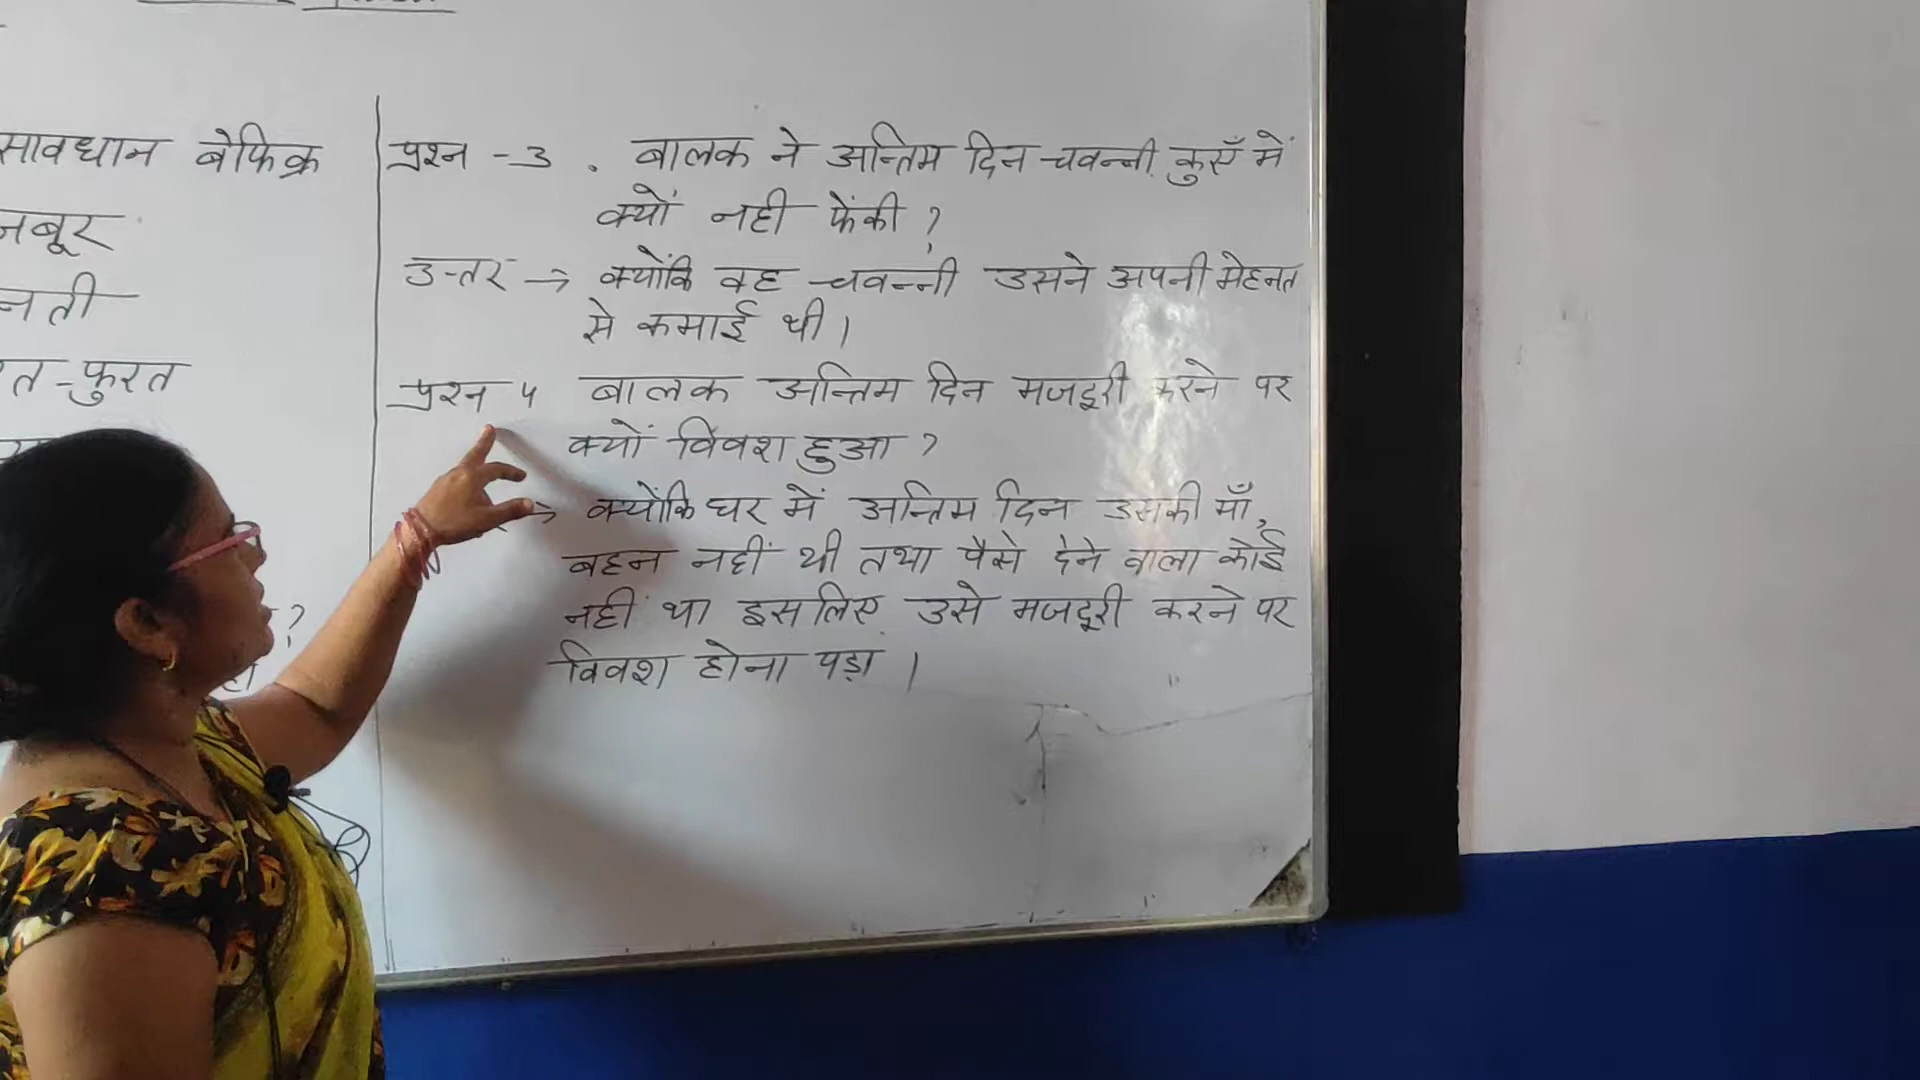 सावधान बेफिक्र
जबूर
नती
त-फुरत
?
प्रश्न -3 . बालक ने अन्तिम दिन चवन्नी कुएँ में
क्यों नही फेंकी ?
उत्तर → क्योंकि वह चवन्नी उसने अपनी मेहनत
से कमाई थी।
प्रश्न ५ बालक अन्तिम दिन मजदूरी करने पर
क्यों विवश हुआ ?
→ क्योंकि घर में अन्तिम दिन उसकी माँ,
बहन नहीं थी तथा पैसे देने वाला कोई
नहीं था इसलिए उसे मजदूरी करने पर
विवश होना पड़ा ।